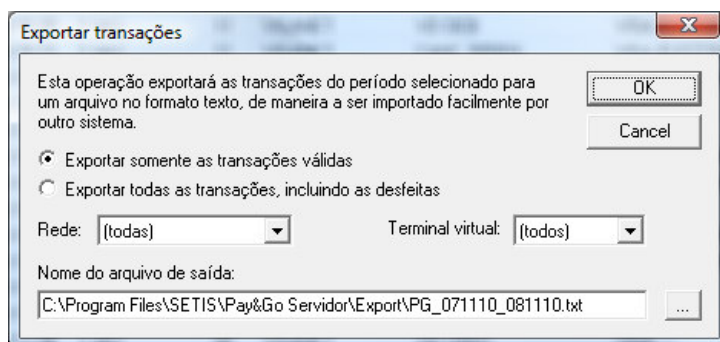 Exportar transações
Esta operação exportará as transações do período selecionado para
um arquivo no formato texto, de maneira a ser importado facilmente por
outro sistema.
OK
Cancel
Exportar somente as transações válidas
Exportar todas as transações, incluindo as desfeitas
Rede: (todas) Terminal virtual: (todos)
Nome do arquivo de saída:
C:\Program Files\SETIS\Pay&Go Servidor\Export\PG_071110_081110.txt ...